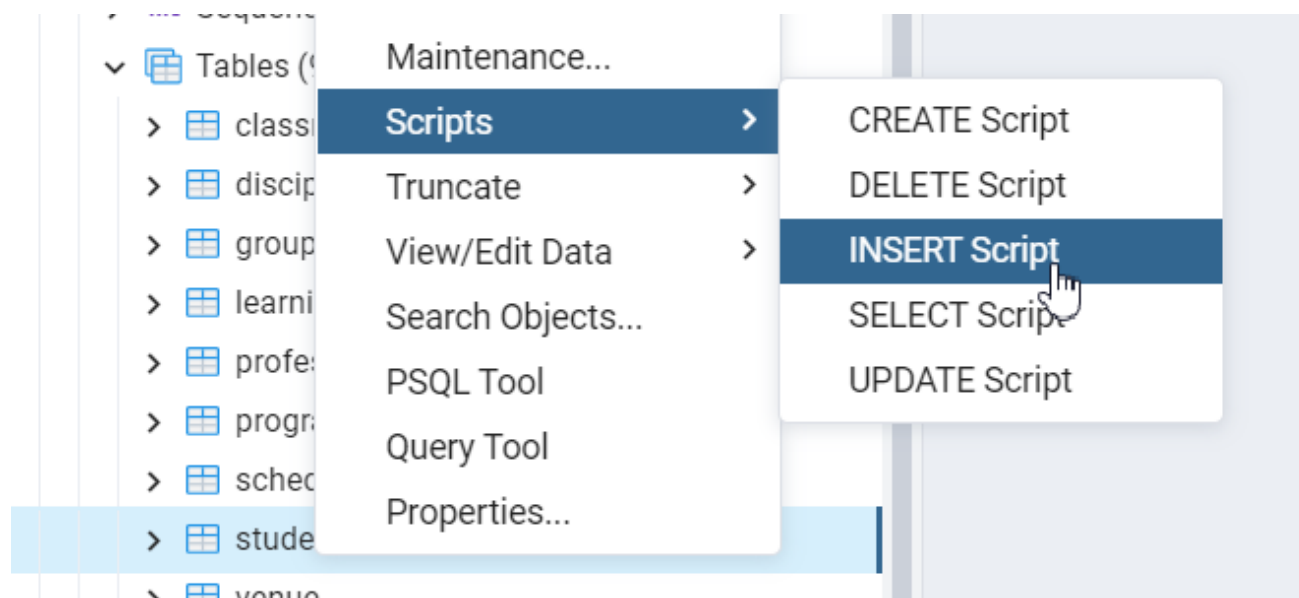 Tables (9
Maintenance...
classr
Scripts
CREATE Script
discip
Truncate
DELETE Script
group
View/Edit Data
INSERT Script
learni
Search Objects...
SELECT Script
profes
PSQL Tool
UPDATE Script
progra
Query Tool
sched
Properties...
stude